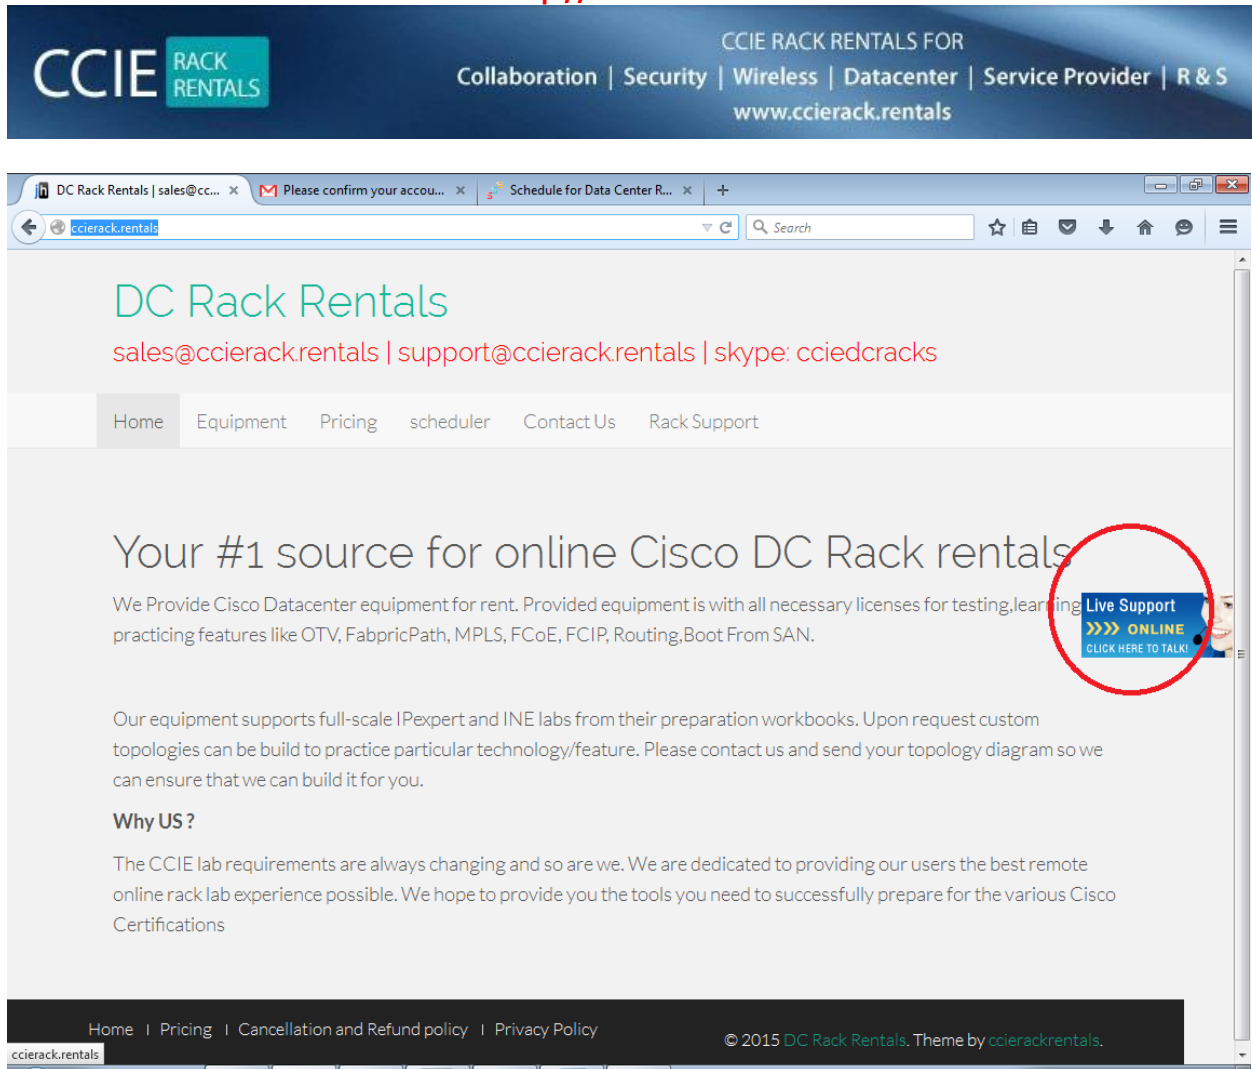 CCIE RACK RENTALS
CCIE RACK RENTALS FOR
Collaboration | Security | Wireless | Datacenter | Service Provider | R & S
www.ccierack.rentals
DC Rack Rentals | sales@cc... × Please confirm your accou... × Schedule for Data Center R... × +
ccierack.rentals Search
DC Rack Rentals
sales@ccierack.rentals | support@ccierack.rentals | skype: cciedcracks
Home Equipment Pricing scheduler Contact Us Rack Support
Your #1 source for online Cisco DC Rack rentals
We Provide Cisco Datacenter equipment for rent. Provided equipment is with all necessary licenses for testing,learning
practicing features like OTV, FabpricPath, MPLS, FCoE, FCIP, Routing,Boot From SAN.
Live Support
»» ONLINE
CLICK HERE TO TALK!
Our equipment supports full-scale IPexpert and INE labs from their preparation workbooks. Upon request custom
topologies can be build to practice particular technology/feature. Please contact us and send your topology diagram so we
can ensure that we can build it for you.
Why US ?
The CCIE lab requirements are always changing and so are we. We are dedicated to providing our users the best remote
online rack lab experience possible. We hope to provide you the tools you need to successfully prepare for the various Cisco
Certifications
Home | Pricing | Cancellation and Refund policy | Privacy Policy
© 2015 DC Rack Rentals. Theme by ccierackrentals.
ccierack.rentals